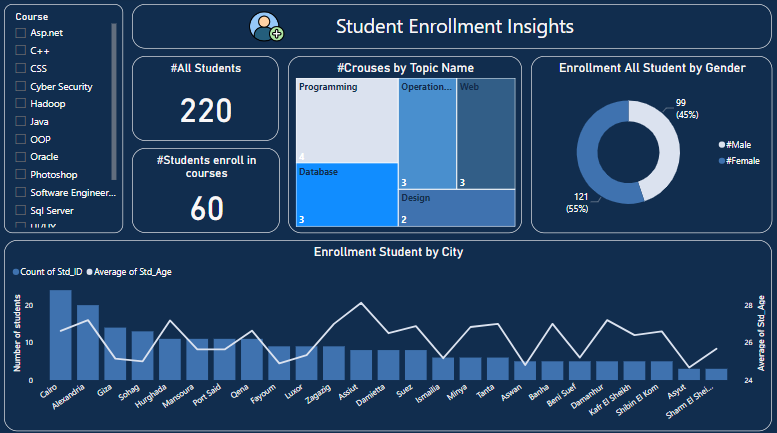 Course
Asp.net
C++
CSS
Cyber Security
Hadoop
Java
OOP
Oracle
Photoshop
Software Engineer...
Sql Server
Student Enrollment Insights
#All Students
220
#Students enroll in
courses
60
#Crouses by Topic Name
Programming
4
Database
3
Operation...
3
Web
3
Design
2
Enrollment All Student by Gender
99
(45%)
121
(55%)
#Male
#Female
Enrollment Student by City
Count of Std_ID
Average of Std_Age
Number of students
20
10
0
28
26
24
Average of Std_Age
Cairo
Alexandria
Giza
Sohag
Hurghada
Mansoura
Port Said
Qena
Fayoum
Luxor
Zagazig
Assiut
Damietta
Suez
Ismailia
Minya
Tanta
Aswan
Banha
Beni Suef
Damanhur
Kafr El Sheikh
Shibin El Kom
Asyut
Sharm El Shei...